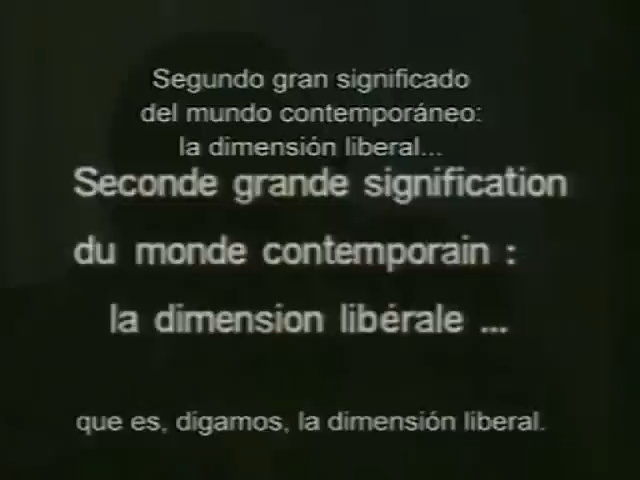 Segundo gran significado
del mundo contemporáneo:
la dimensión liberal...
Seconde grande signification
du monde contemporain :
la dimension libérale ...
que es, digamos, la dimensión liberal.